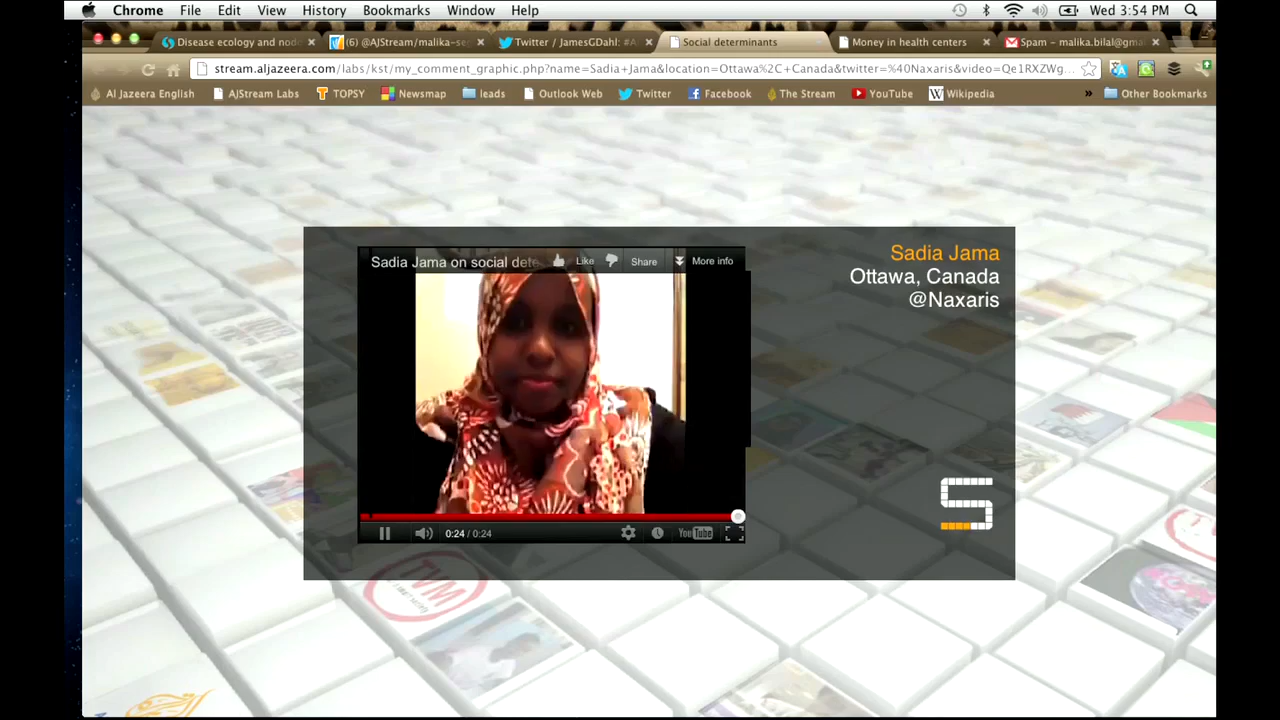 Chrome File Edit View History Bookmarks Window Help Wed 3:54 PM
Disease ecology and nod (6) @AJStream/malika-se Twitter / JamesGDahl: #A Social determinants Money in health centers Spam – malika.bilal@gma
stream.aljazeera.com/labs/kst/my_comment_graphic.php?name=Sadia+Jama&location=Ottawa%2C+Canada&twitter=%40Naxaris&video=Qe1RXZWg...
Al Jazeera English AJStream Labs TOPSY Newsmap leads Outlook Web Twitter Facebook The Stream YouTube Wikipedia » Other Bookmarks
Sadia Jama on social dete Like Share More info
Sadia Jama
Ottawa, Canada
@Naxaris
S
0:24 / 0:24 YouTube
TVM